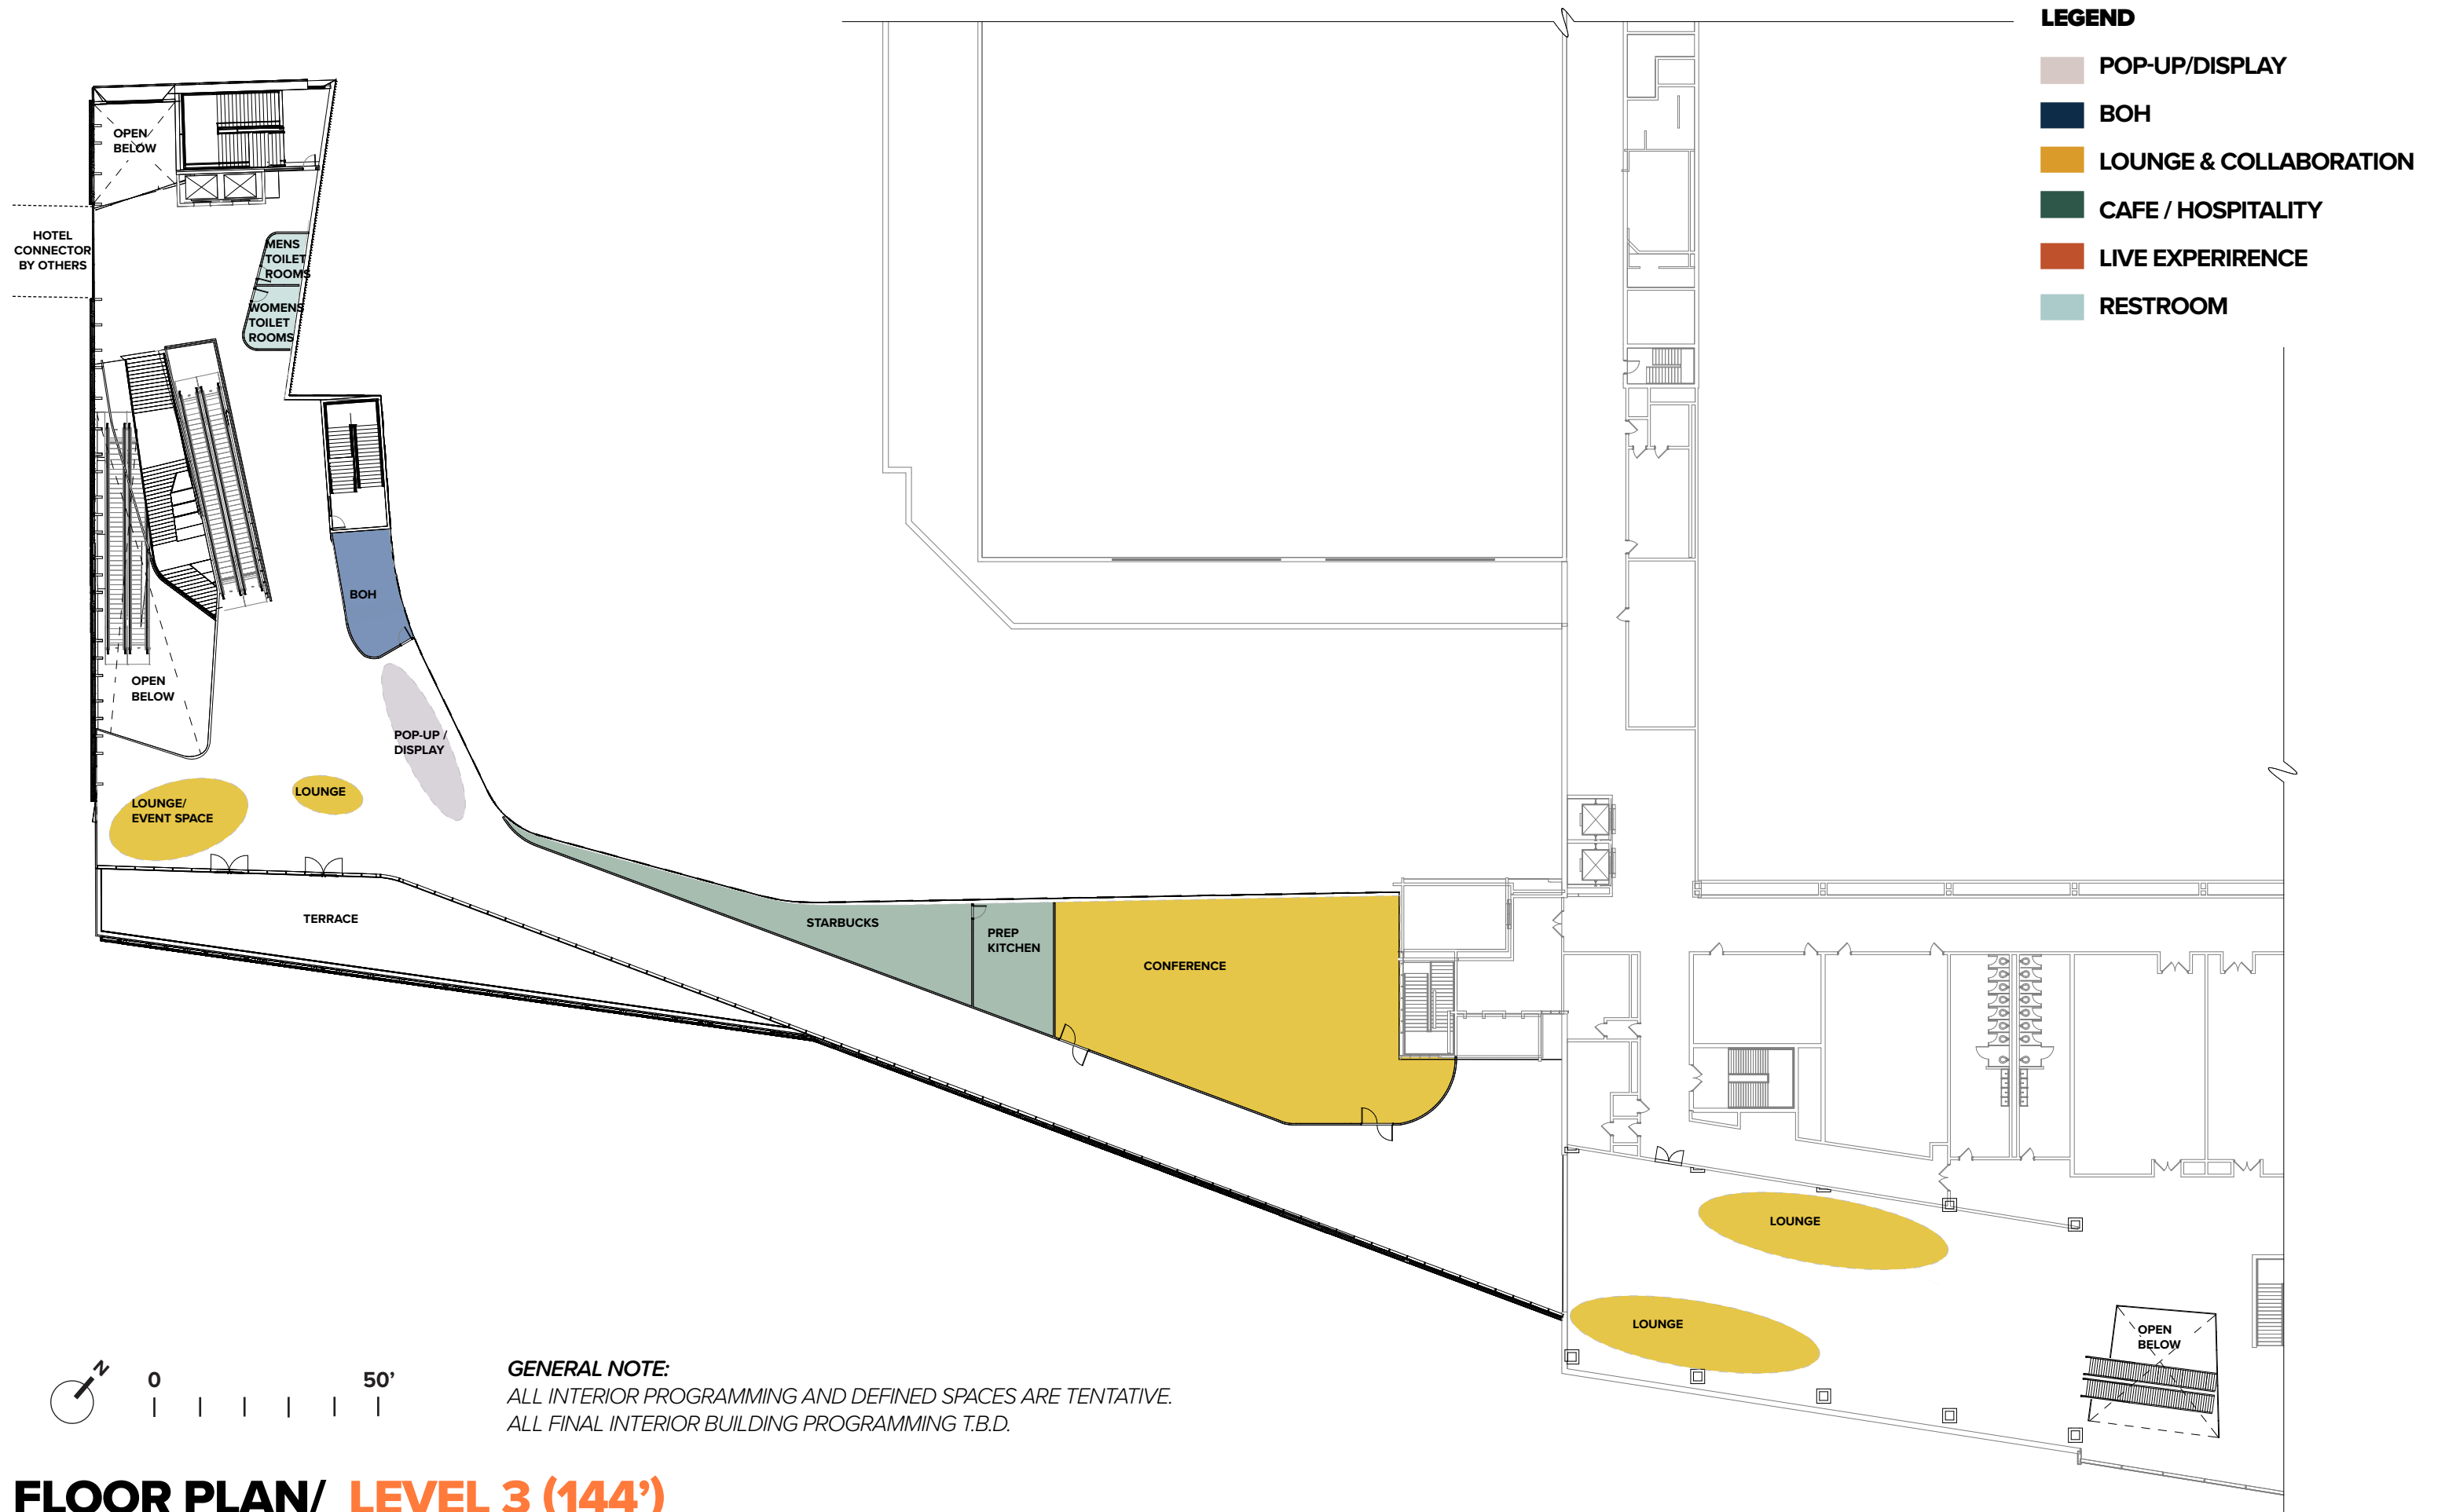 LEGEND
POP-UP/DISPLAY
BOH
LOUNGE & COLLABORATION
CAFE / HOSPITALITY
LIVE EXPERIRENCE
RESTROOM
OPEN
BELOW
HOTEL
CONNECTOR
BY OTHERS
MENS
TOILET
ROOMS
WOMENS
TOILET
ROOMS
BOH
OPEN
BELOW
POP-UP /
DISPLAY
LOUNGE/
EVENT SPACE
LOUNGE
TERRACE
STARBUCKS
PREP
KITCHEN
CONFERENCE
LOUNGE
LOUNGE
OPEN
BELOW
N
0 50’
GENERAL NOTE:
ALL INTERIOR PROGRAMMING AND DEFINED SPACES ARE TENTATIVE.
ALL FINAL INTERIOR BUILDING PROGRAMMING T.B.D.
FLOOR PLAN/ LEVEL 3 (144’)